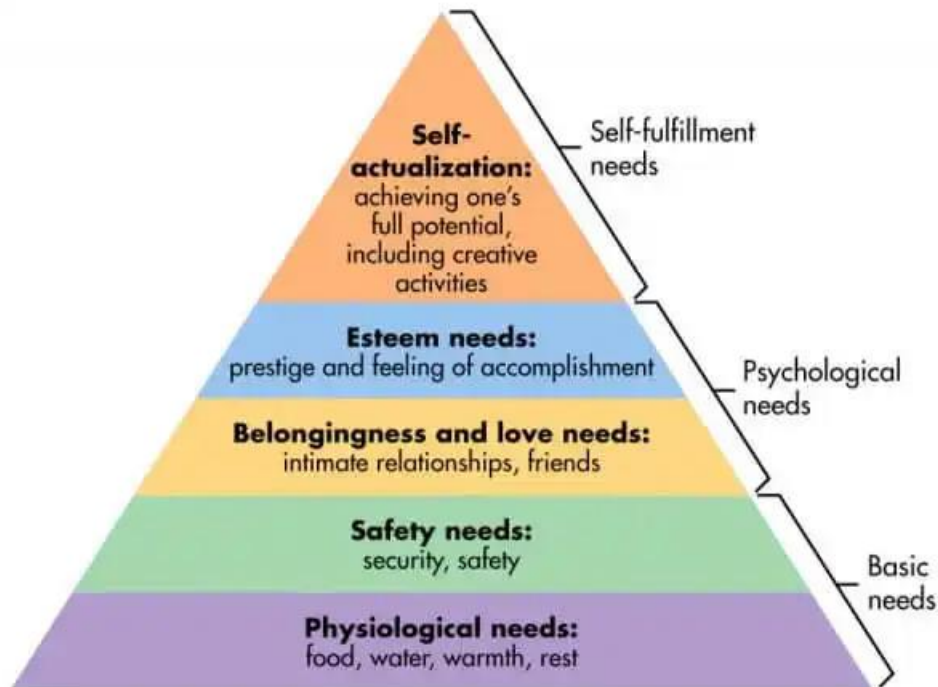 Self-
actualization:
achieving one's
full potential,
including creative
activities
Self-fulfillment
needs
Esteem needs:
prestige and feeling of accomplishment
Psychological
needs
Belongingness and love needs:
intimate relationships, friends
Safety needs:
security, safety
Basic
needs
Physiological needs:
food, water, warmth, rest